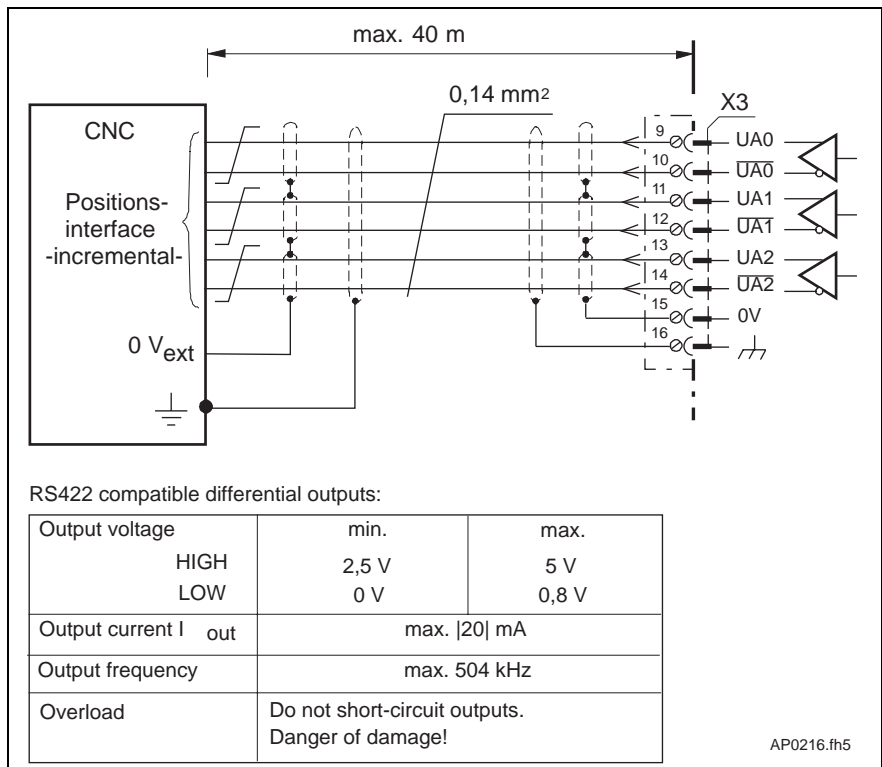 max. 40 m
0,14 mm2
X3
CNC
Positions-
interface
-incremental-
0 Vext
9 UA0
10 UA0
11 UA1
12 UA1
13 UA2
14 UA2
15 0V
16
RS422 compatible differential outputs:
Output voltage min. max.
HIGH 2,5 V 5 V
LOW 0 V 0,8 V
Output current I out max. |20| mA
Output frequency max. 504 kHz
Overload Do not short-circuit outputs.
Danger of damage!
AP0216.fh5